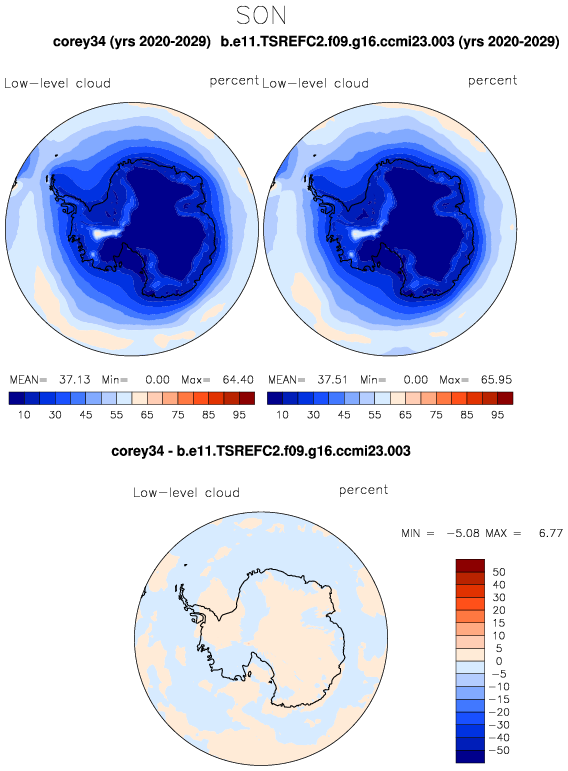 SON
corey34 (yrs 2020-2029) b.e11.TSREFC2.f09.g16.ccmi23.003 (yrs 2020-2029)
Low-level cloud percent Low-level cloud percent
MEAN= 37.13 Min= 0.00 Max= 64.40 MEAN= 37.51 Min= 0.00 Max= 65.95
10 30 45 55 65 75 85 95 10 30 45 55 65 75 85 95
corey34 - b.e11.TSREFC2.f09.g16.ccmi23.003
Low-level cloud percent
MIN = -5.08 MAX = 6.77
50
40
30
20
15
10
5
0
-5
-10
-15
-20
-30
-40
-50